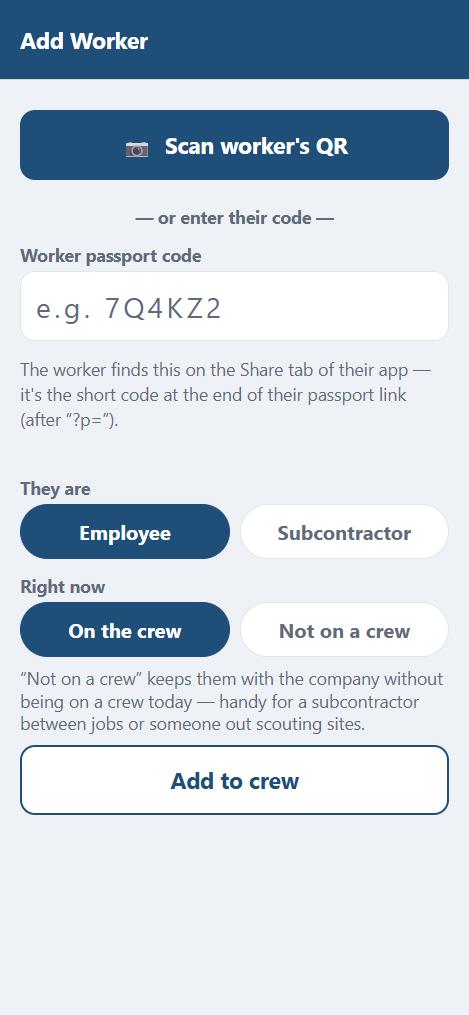 Add Worker
Scan worker's QR
— or enter their code —
Worker passport code
e.g. 7Q4KZ2
The worker finds this on the Share tab of their app —
it's the short code at the end of their passport link
(after “?p=”).
They are
Employee
Subcontractor
Right now
On the crew
Not on a crew
“Not on a crew” keeps them with the company without
being on a crew today — handy for a subcontractor
between jobs or someone out scouting sites.
Add to crew